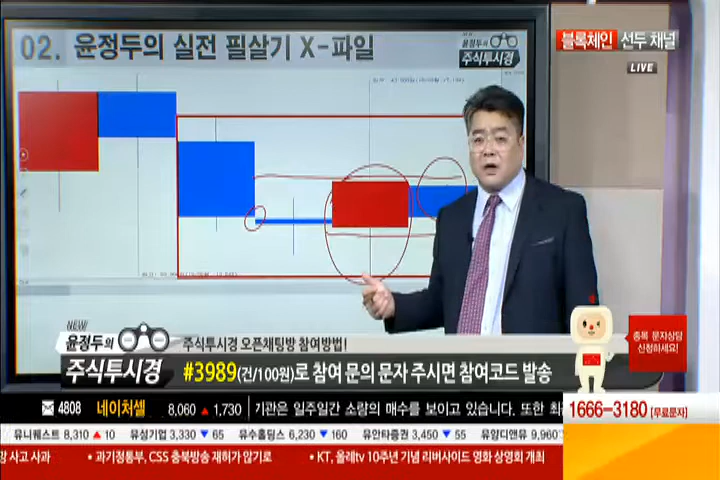 02. 윤정두의 실전 필살기 X-파일
윤정두의
주식투시경
블록체인 선두 채널
LIVE
NEW
윤정두의
주식투시경
주식투시경 오픈채팅방 참여방법!
#3989(건/100원)로 참여 문의 문자 주시면 참여코드 발송
종목 문자상담
신청하세요!
4808 네이처셀 8,060 ▲ 1,730 기관은 일주일간 소량의 매수를 보이고 있습니다. 또한 최
1666-3180 [무료문자]
유니퀘스트 8,310 ▲ 10 유성기업 3,330 ▼ 65 유수홀딩스 6,230 ▼ 160 유안타증권 3,450 ▼ 55 유양디앤유 9,960
장 사고 사과 • 과기정통부, CSS 충북방송 재허가 않기로 • KT, 올레tv 10주년 기념 리버사이드 영화 상영회 개최